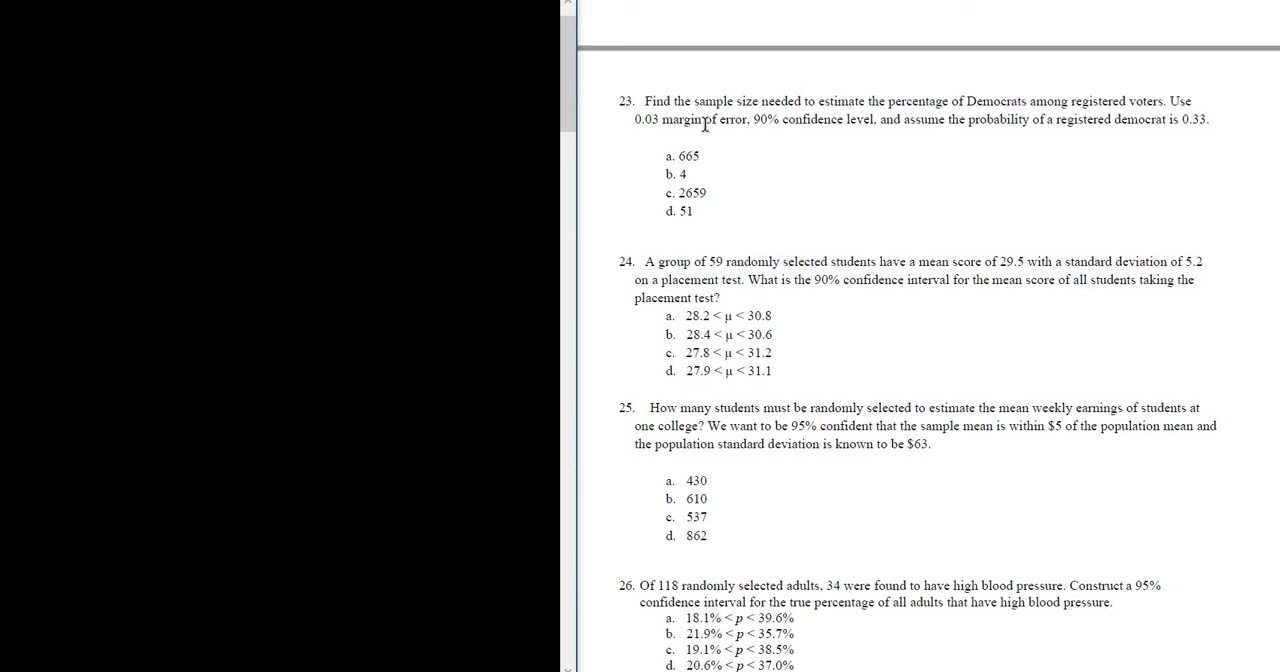 23. Find the sample size needed to estimate the percentage of Democrats among registered voters. Use
0.03 margin of error, 90% confidence level, and assume the probability of a registered democrat is 0.33.
a. 665
b. 4
c. 2659
d. 51
24. A group of 59 randomly selected students have a mean score of 29.5 with a standard deviation of 5.2
on a placement test. What is the 90% confidence interval for the mean score of all students taking the
placement test?
a. 28.2 < μ < 30.8
b. 28.4 < μ < 30.6
c. 27.8 < μ < 31.2
d. 27.9 < μ < 31.1
25. How many students must be randomly selected to estimate the mean weekly earnings of students at
one college? We want to be 95% confident that the sample mean is within $5 of the population mean and
the population standard deviation is known to be $63.
a. 430
b. 610
c. 537
d. 862
26. Of 118 randomly selected adults, 34 were found to have high blood pressure. Construct a 95%
confidence interval for the true percentage of all adults that have high blood pressure.
a. 18.1% < p < 39.6%
b. 21.9% < p < 35.7%
c. 19.1% < p < 38.5%
d. 20.6% < p < 37.0%